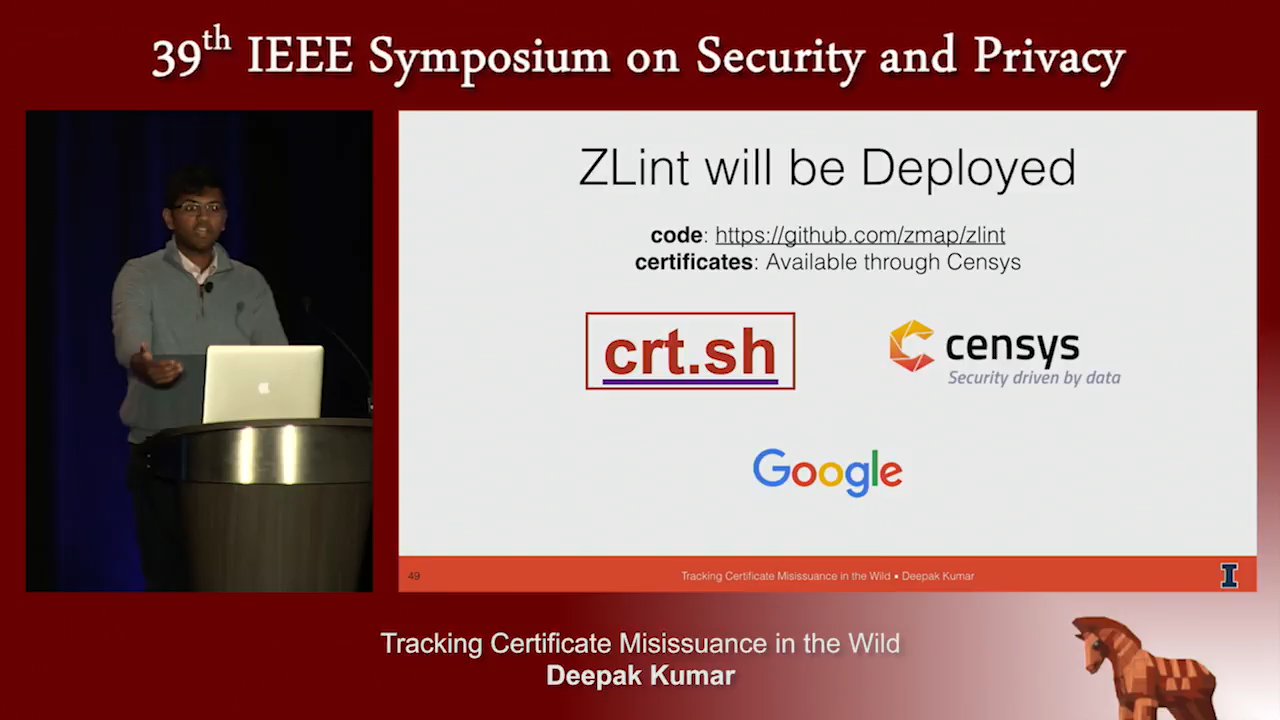 39th IEEE Symposium on Security and Privacy
ZLint will be Deployed
code: https://github.com/zmap/zlint
certificates: Available through Censys
crt.sh
censys
Security driven by data
Google
49
Tracking Certificate Misissuance in the Wild • Deepak Kumar
I
Tracking Certificate Misissuance in the Wild
Deepak Kumar